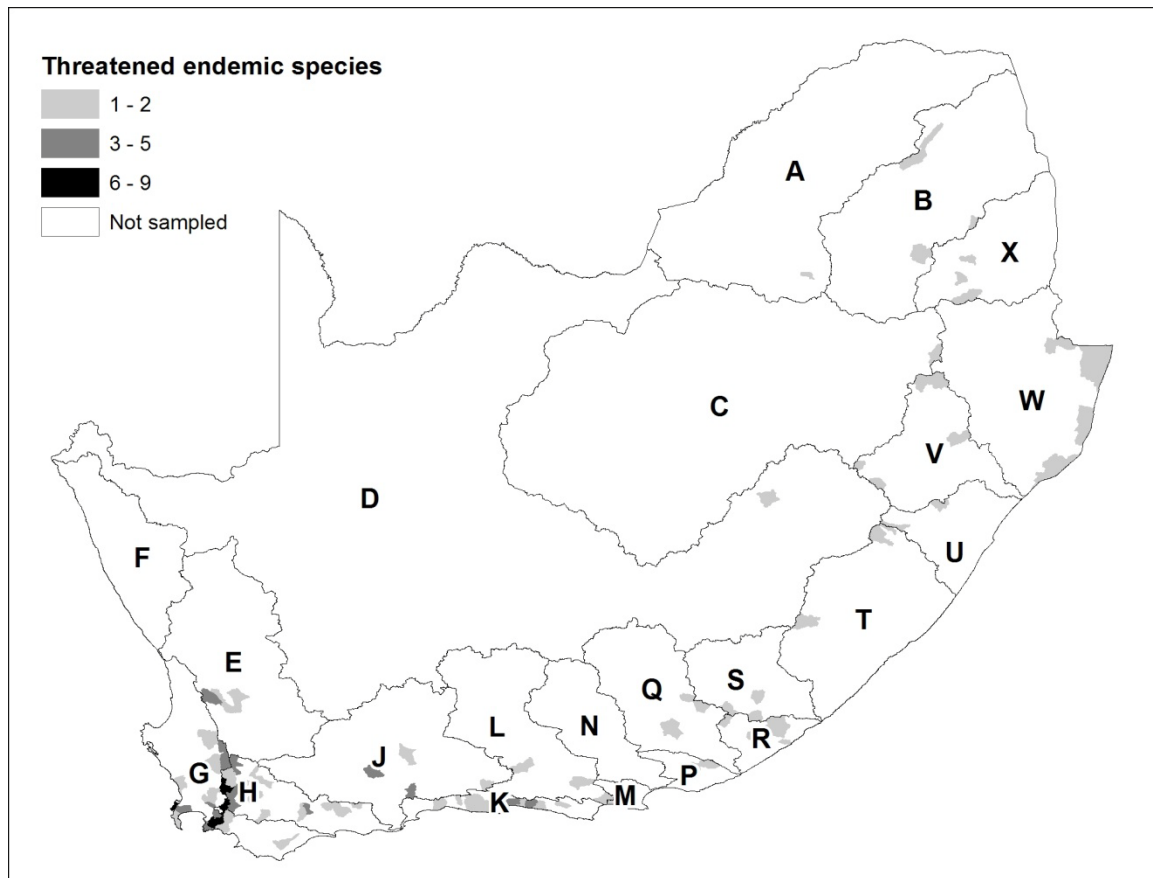 Threatened endemic species
1 - 2
3 - 5
6 - 9
Not sampled
A
B
X
C
W
V
D
U
F
T
E
S
Q
L
N
R
J
P
G
H
M
K